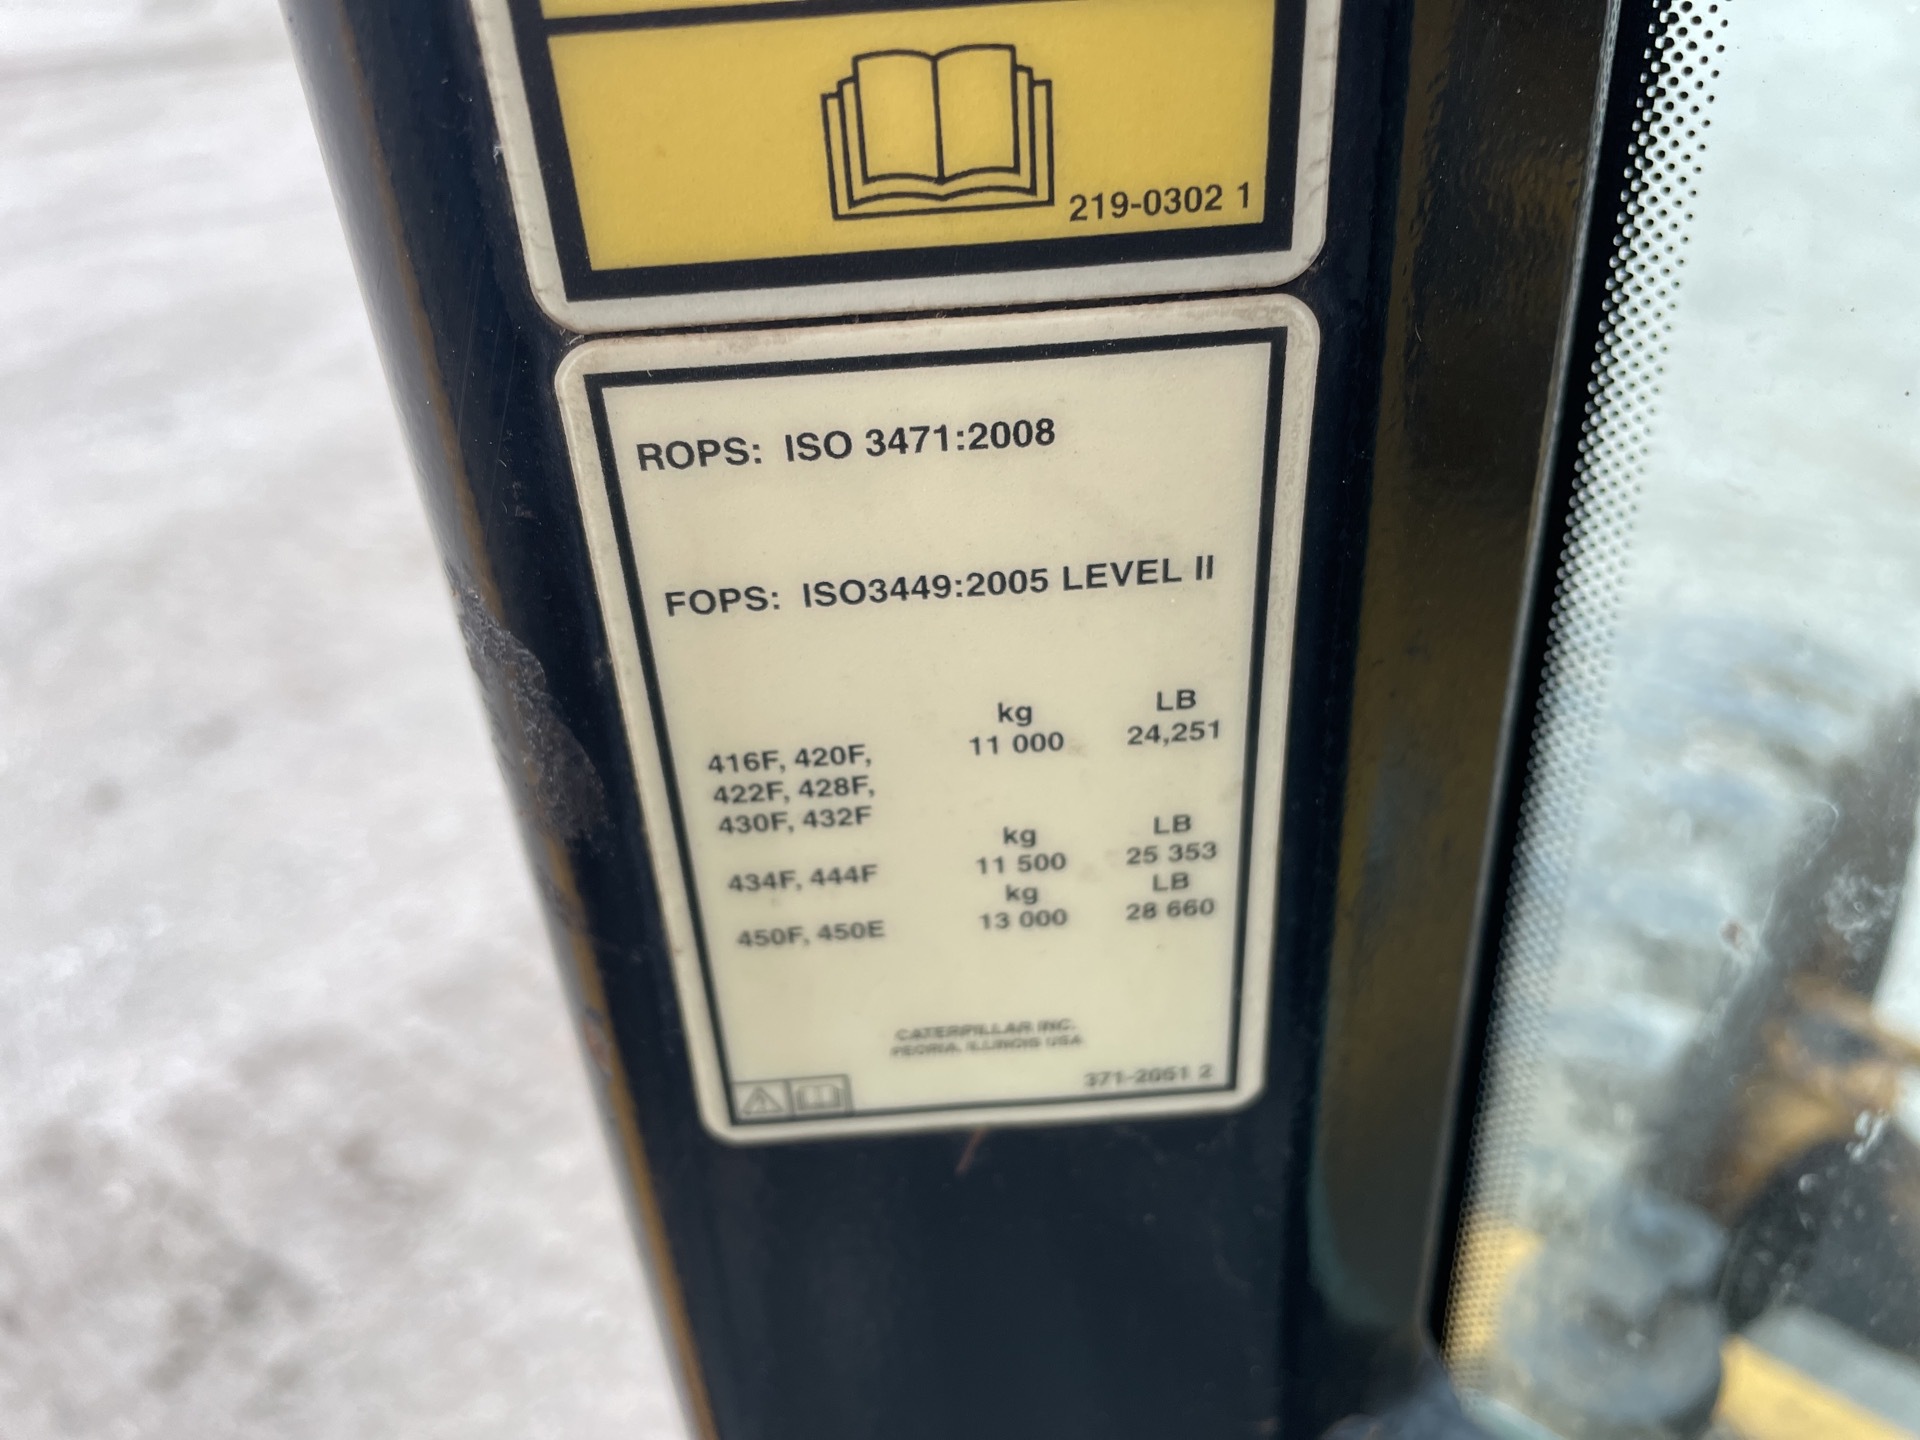 219-0302 1
ROPS: ISO 3471:2008
FOPS: ISO3449:2005 LEVEL II
kg LB
416F, 420F, 11 000 24,251
422F, 428F,
430F, 432F
kg LB
434F, 444F 11 500 25 353
kg LB
450F, 450E 13 000 28 660
CATERPILLAR INC.
PEORIA, ILLINOIS USA
371-2051 2